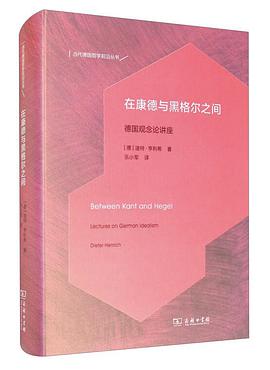 当代德国哲学前沿丛书
在康德与黑格尔之间
德国观念论讲座
〔德〕迪特·亨利希 著
乐小军 译
Between Kant and Hegel
Lectures on German Idealism
Dieter Henrich
商务印书馆
在康德与黑格尔之间